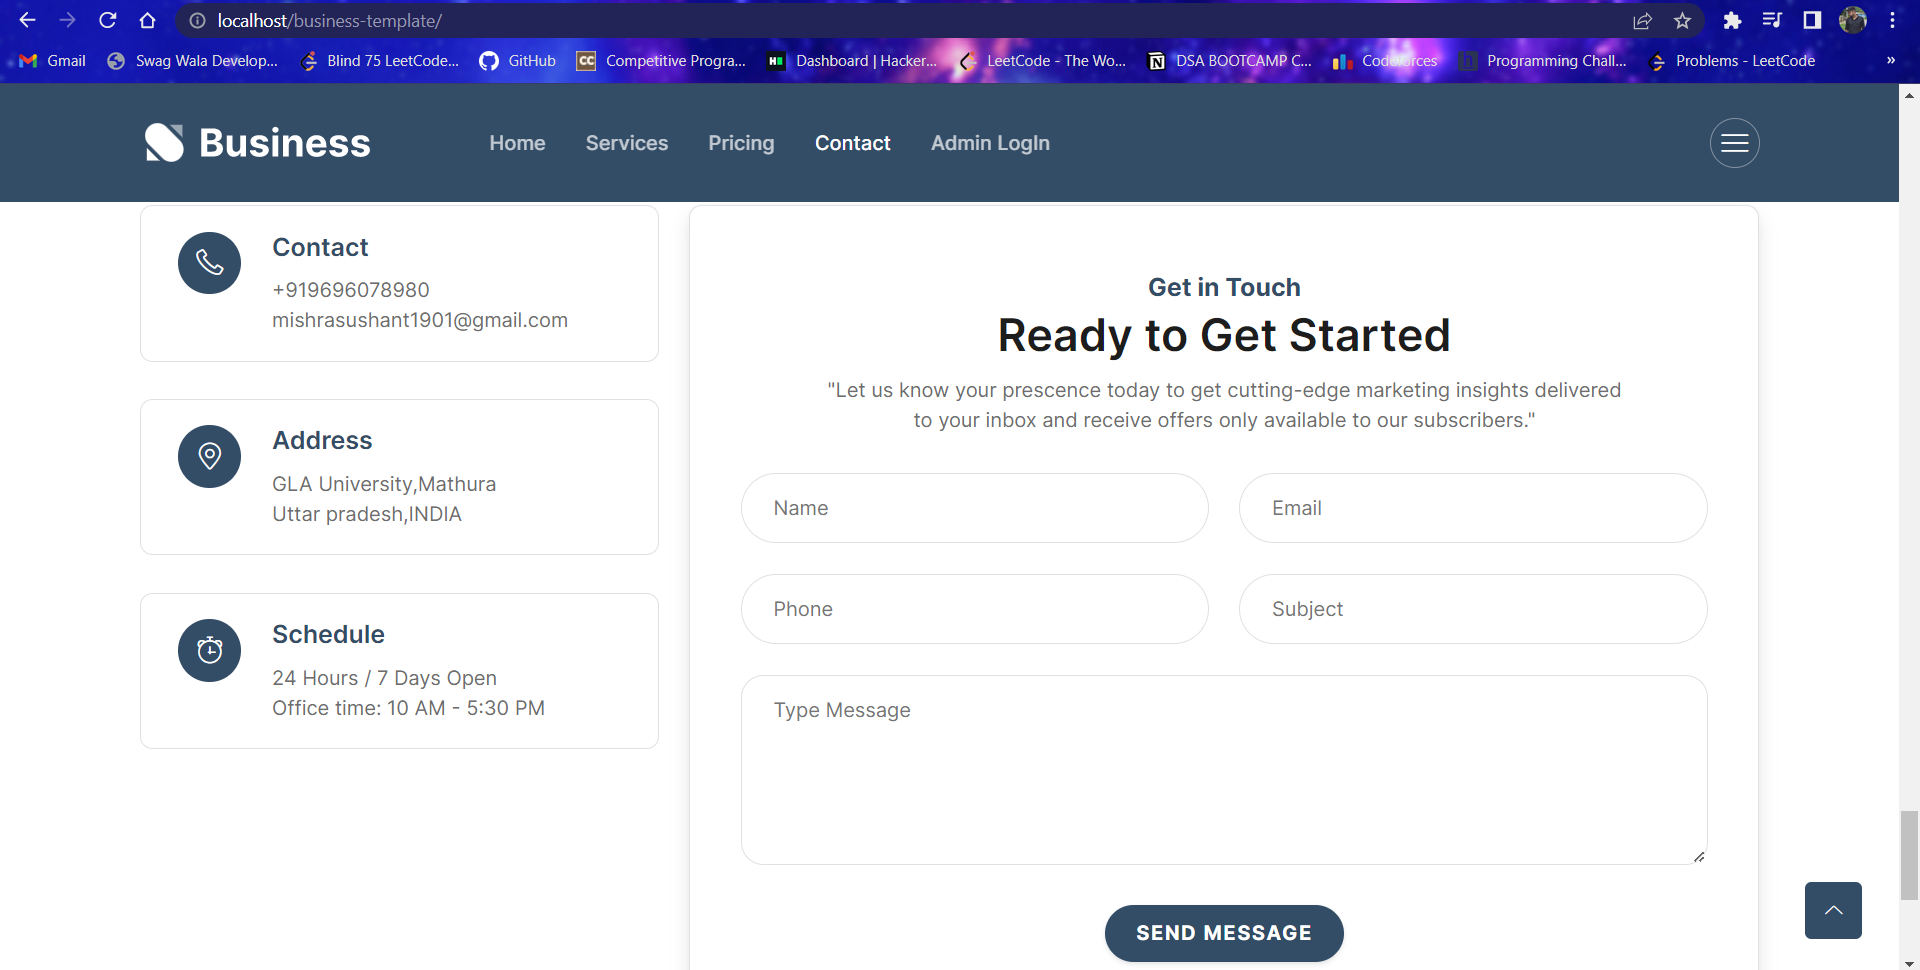 localhost/business-template/
Gmail Swag Wala Develop... Blind 75 LeetCode... GitHub CC Competitive Progra... H Dashboard | Hacker... LeetCode - The Wo... N DSA BOOTCAMP C... Codeforces Programming Chall... Problems - LeetCode »
Business Home Services Pricing Contact Admin LogIn
Contact
+919696078980
mishrasushant1901@gmail.com
Address
GLA University,Mathura
Uttar pradesh,INDIA
Schedule
24 Hours / 7 Days Open
Office time: 10 AM - 5:30 PM
Get in Touch
Ready to Get Started
"Let us know your prescence today to get cutting-edge marketing insights delivered
to your inbox and receive offers only available to our subscribers."
Name Email
Phone Subject
Type Message
SEND MESSAGE